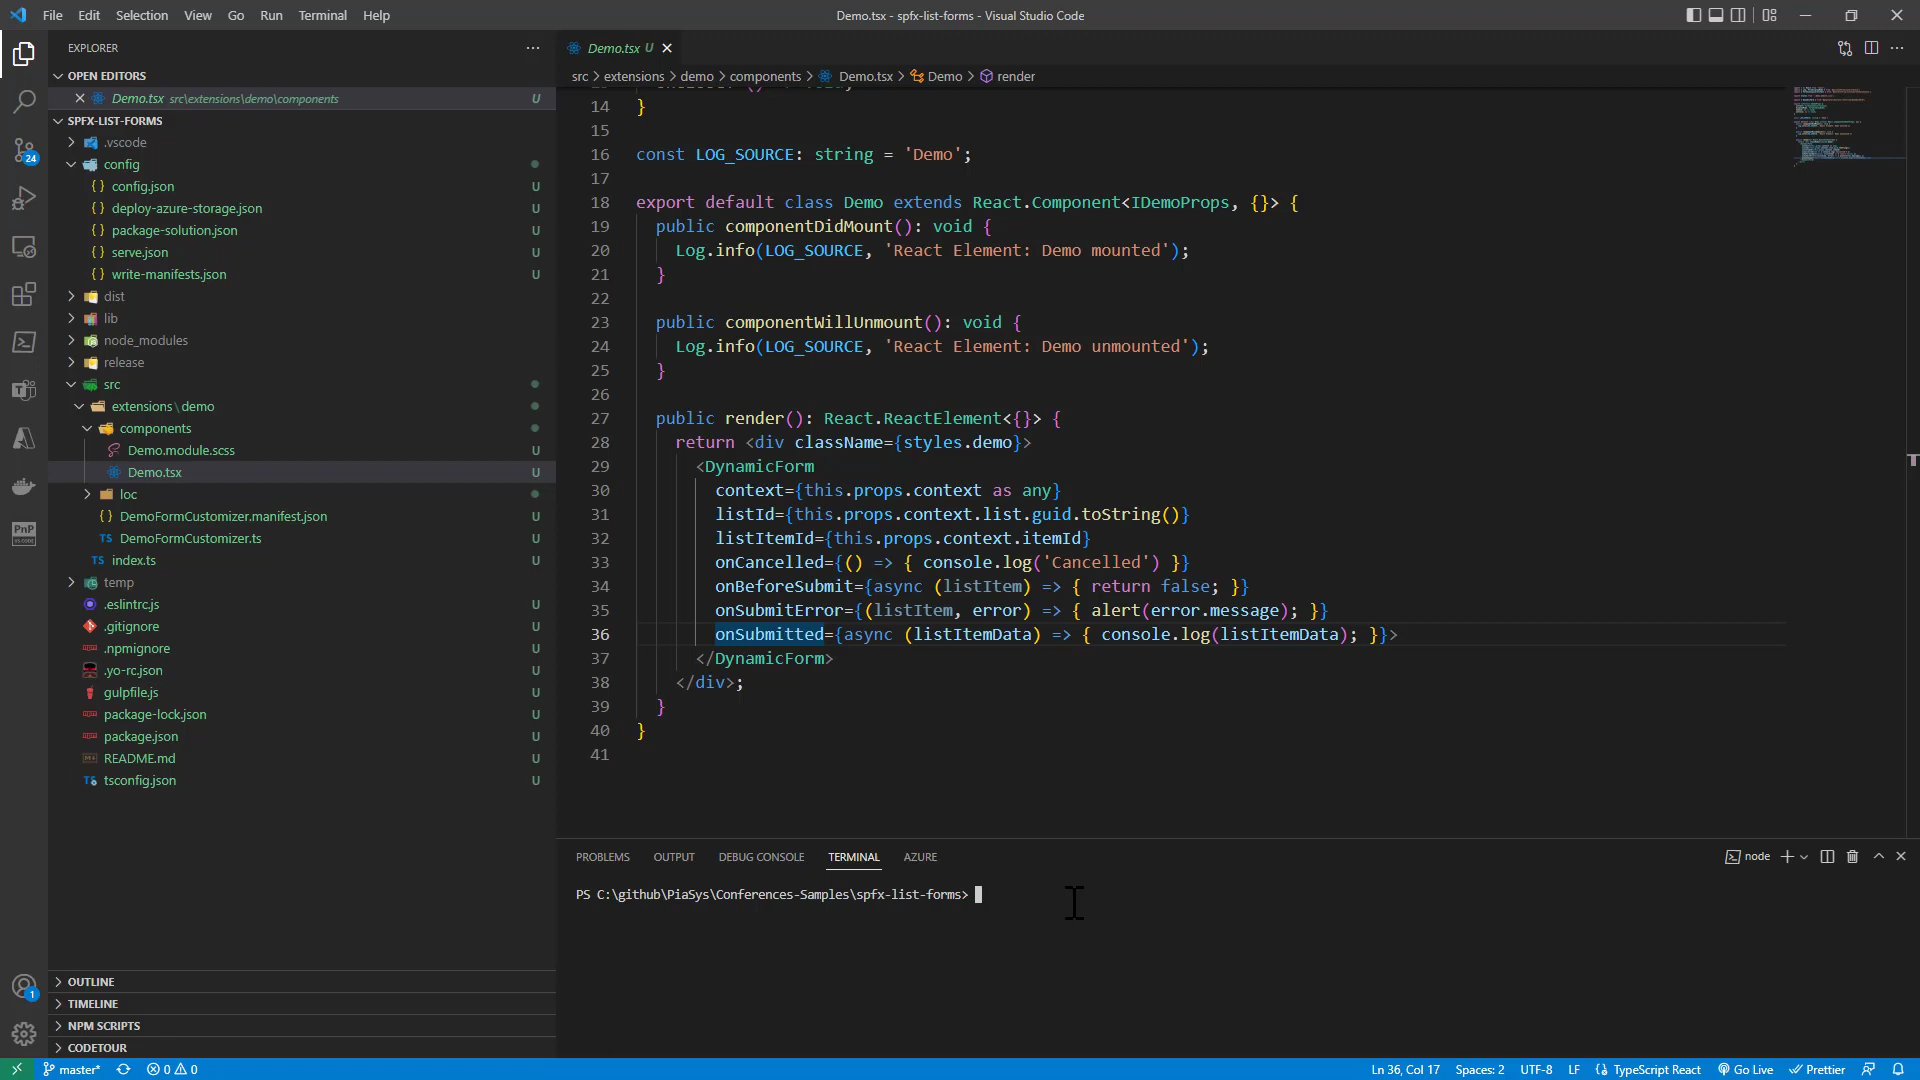 File Edit Selection View Go Run Terminal Help
Demo.tsx - spfx-list-forms - Visual Studio Code
EXPLORER
OPEN EDITORS
Demo.tsx src\extensions\demo\components U
SPFX-LIST-FORMS
.vscode
config
{ } config.json U
{ } deploy-azure-storage.json U
{ } package-solution.json U
{ } serve.json U
{ } write-manifests.json U
dist
lib
node_modules
release
src
extensions\demo
components
Demo.module.scss U
Demo.tsx U
loc
{ } DemoFormCustomizer.manifest.json U
TS DemoFormCustomizer.ts U
TS index.ts U
temp
.eslintrc.js U
.gitignore U
.npmignore U
.yo-rc.json U
gulpfile.js U
package-lock.json U
package.json U
README.md U
tsconfig.json U
OUTLINE
TIMELINE
NPM SCRIPTS
CODETOUR
24
PnP
1
Demo.tsx U
src > extensions > demo > components > Demo.tsx > Demo > render
14 }
15
16 const LOG_SOURCE: string = 'Demo';
17
18 export default class Demo extends React.Component<IDemoProps, {}> {
19 public componentDidMount(): void {
20 Log.info(LOG_SOURCE, 'React Element: Demo mounted');
21 }
22
23 public componentWillUnmount(): void {
24 Log.info(LOG_SOURCE, 'React Element: Demo unmounted');
25 }
26
27 public render(): React.ReactElement<{}> {
28 return <div className={styles.demo}>
29 <DynamicForm
30 context={this.props.context as any}
31 listId={this.props.context.list.guid.toString()}
32 listItemId={this.props.context.itemId}
33 onCancelled={() => { console.log('Cancelled') }}
34 onBeforeSubmit={async (listItem) => { return false; }}
35 onSubmitError={(listItem, error) => { alert(error.message); }}
36 onSubmitted={async (listItemData) => { console.log(listItemData); }}>
37 </DynamicForm>
38 </div>;
39 }
40 }
41
PROBLEMS OUTPUT DEBUG CONSOLE TERMINAL AZURE
node
PS C:\github\PiaSys\Conferences-Samples\spfx-list-forms>
master* 0 0
Ln 36, Col 17 Spaces: 2 UTF-8 LF TypeScript React Go Live Prettier